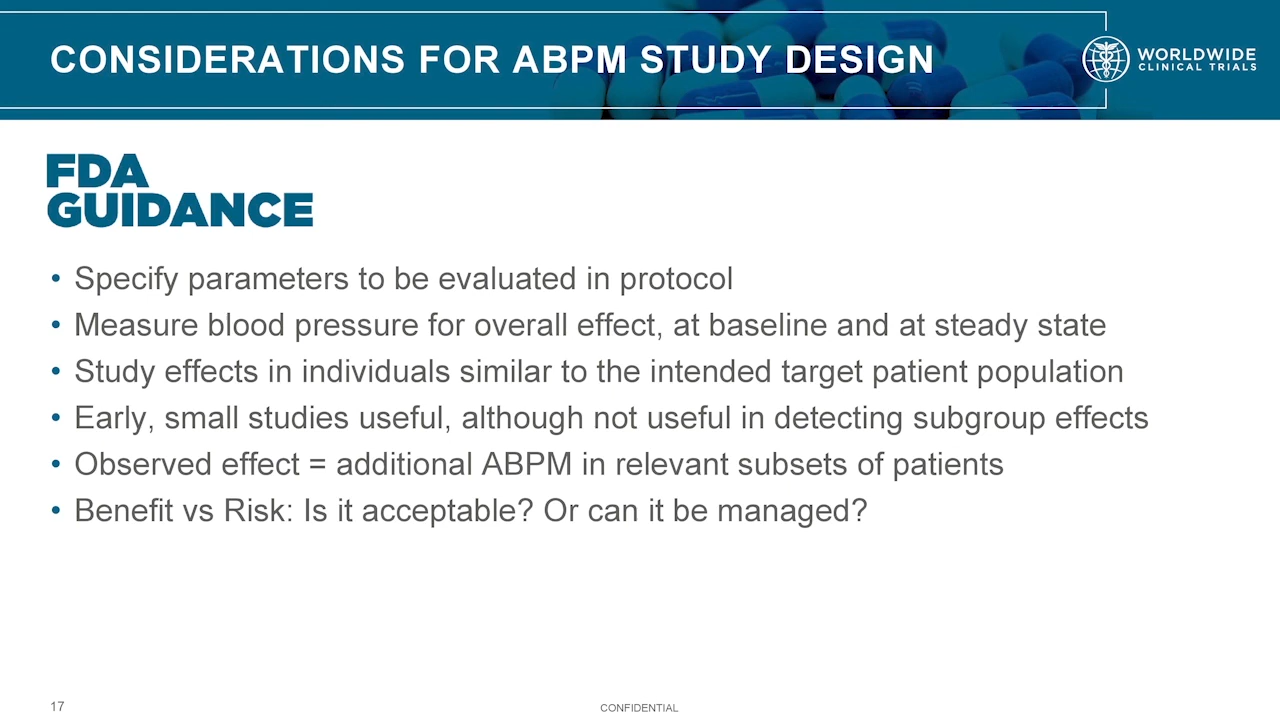 CONSIDERATIONS FOR ABPM STUDY DESIGN
WORLDWIDE
CLINICAL TRIALS
FDA
GUIDANCE
• Specify parameters to be evaluated in protocol
• Measure blood pressure for overall effect, at baseline and at steady state
• Study effects in individuals similar to the intended target patient population
• Early, small studies useful, although not useful in detecting subgroup effects
• Observed effect = additional ABPM in relevant subsets of patients
• Benefit vs Risk: Is it acceptable? Or can it be managed?
17
CONFIDENTIAL